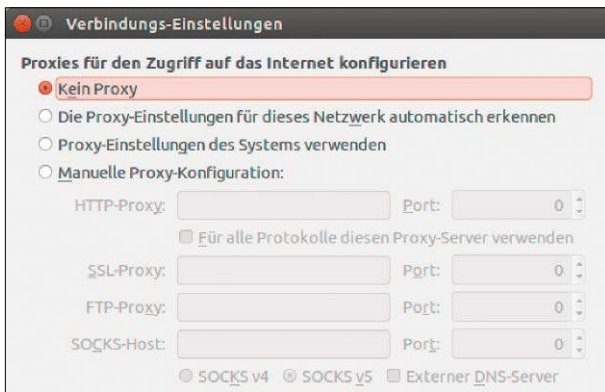 Verbindungs-Einstellungen
Proxies für den Zugriff auf das Internet konfigurieren
Kein Proxy
Die Proxy-Einstellungen für dieses Netzwerk automatisch erkennen
Proxy-Einstellungen des Systems verwenden
Manuelle Proxy-Konfiguration:
HTTP-Proxy: Port: 0
Für alle Protokolle diesen Proxy-Server verwenden
SSL-Proxy: Port: 0
FTP-Proxy: Port: 0
SOCKS-Host: Port: 0
SOCKS v4 SOCKS v5 Externer DNS-Server